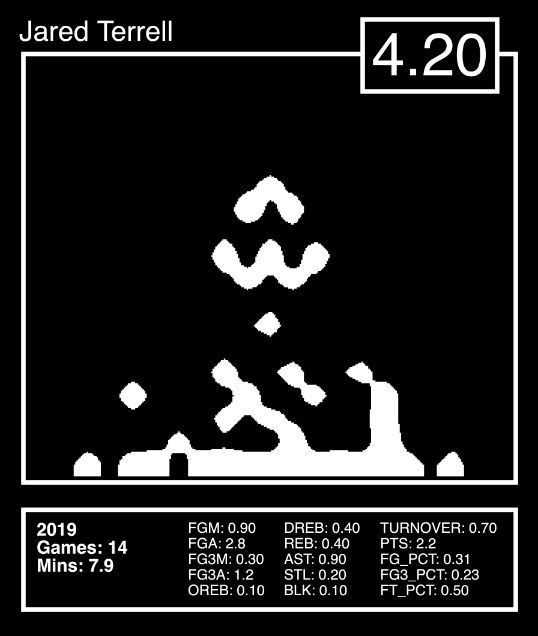 Jared Terrell
4.20
2019
Games: 14
Mins: 7.9
FGM: 0.90
FGA: 2.8
FG3M: 0.30
FG3A: 1.2
OREB: 0.10
DREB: 0.40
REB: 0.40
AST: 0.90
STL: 0.20
BLK: 0.10
TURNOVER: 0.70
PTS: 2.2
FG_PCT: 0.31
FG3_PCT: 0.23
FT_PCT: 0.50